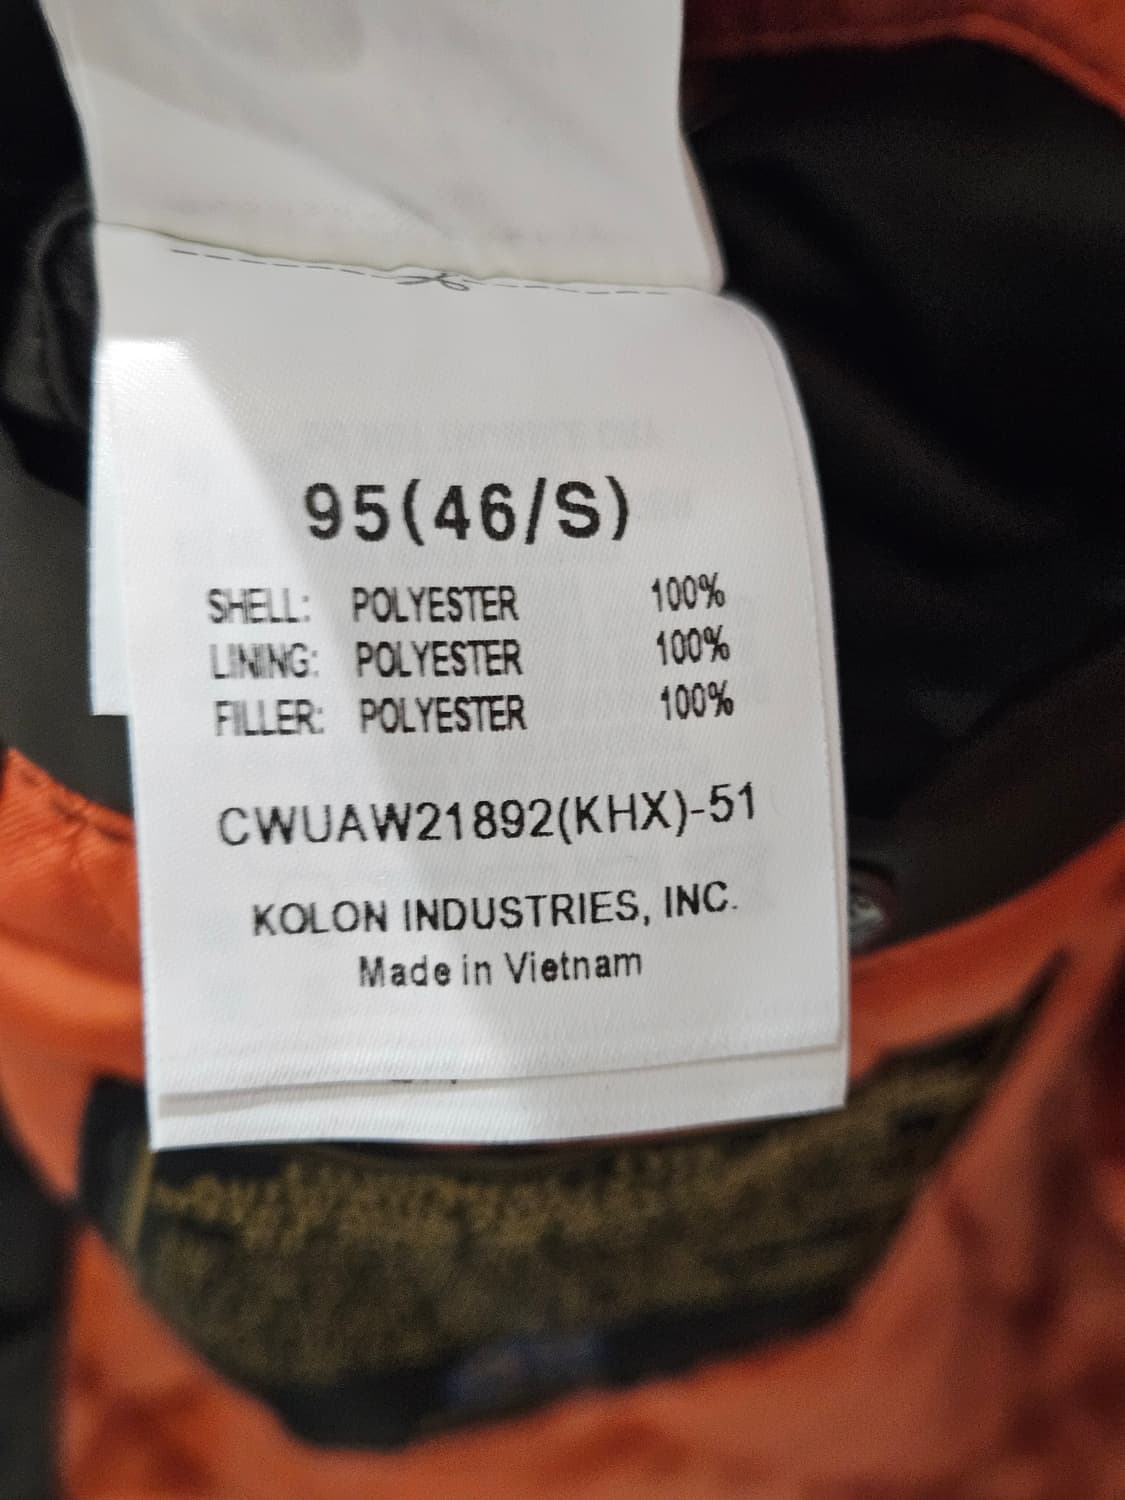 95(46/S)
SHELL: POLYESTER 100%
LINING: POLYESTER 100%
FILLER: POLYESTER 100%
CWUAW21892(KHX)-51
KOLON INDUSTRIES, INC.
Made in Vietnam